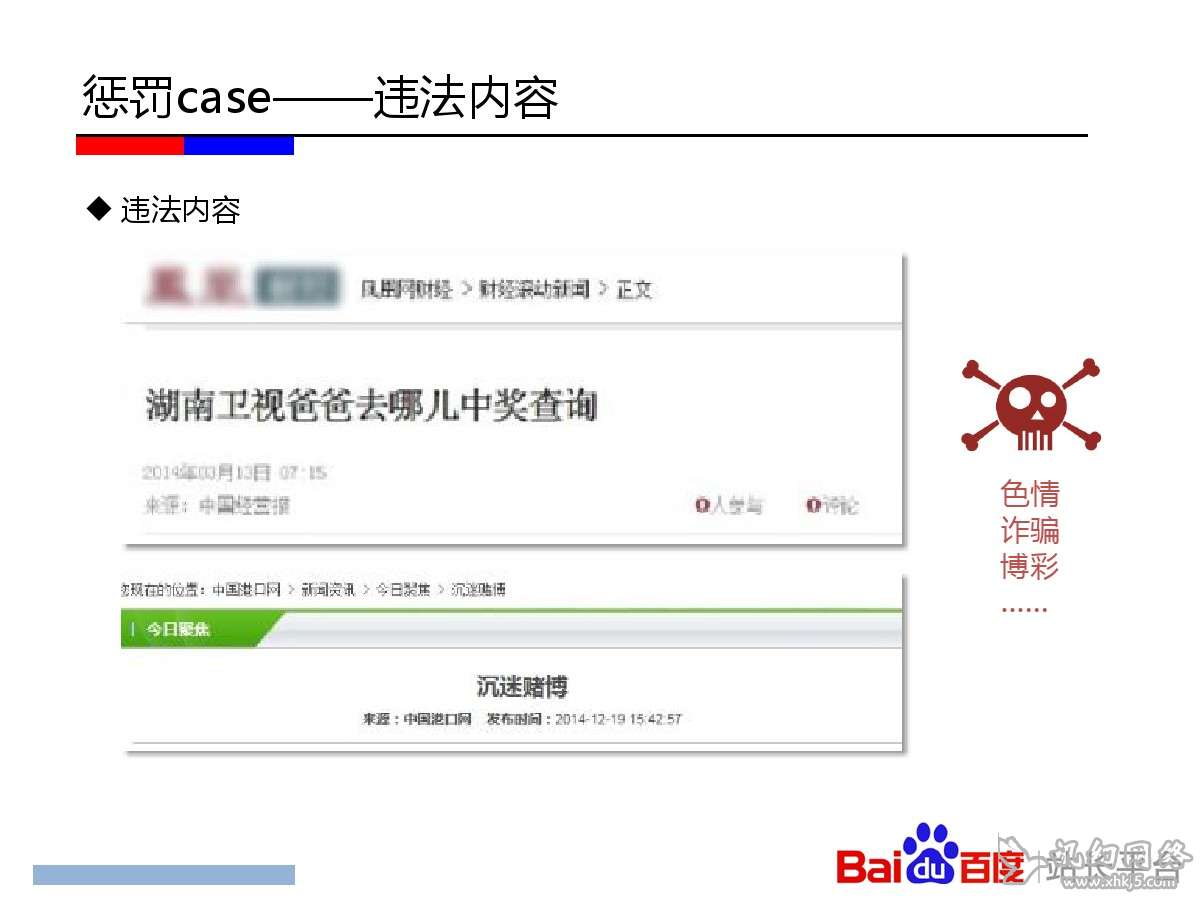 惩罚case——违法内容
◆ 违法内容
凤凰网财经 > 财经滚动新闻 > 正文
湖南卫视爸爸去哪儿中奖查询
2014年03月13日 07:15
来源：中国经营报
0人参与 0评论
您现在的位置：中国港口网 > 新闻资讯 > 今日聚焦 > 沉迷赌博
今日聚焦
沉迷赌博
来源：中国港口网 发布时间：2014-12-19 15:42:57
色情
诈骗
博彩
......
Bai du 百度 站长平台
www.xhkj5.com